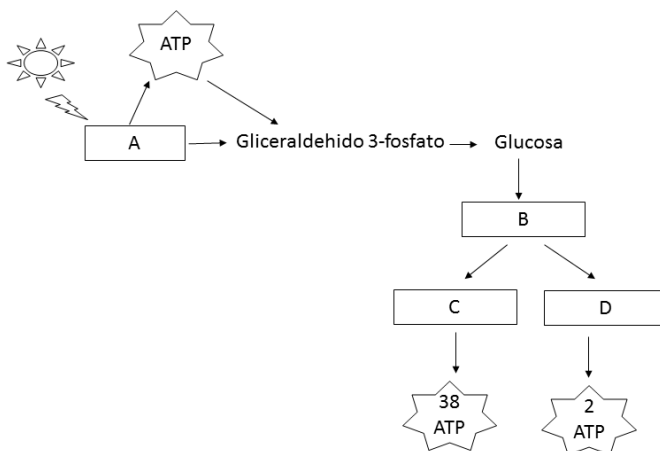 ATP
A
Gliceraldehido 3-fosfato
Glucosa
B
C
D
38
ATP
2
ATP